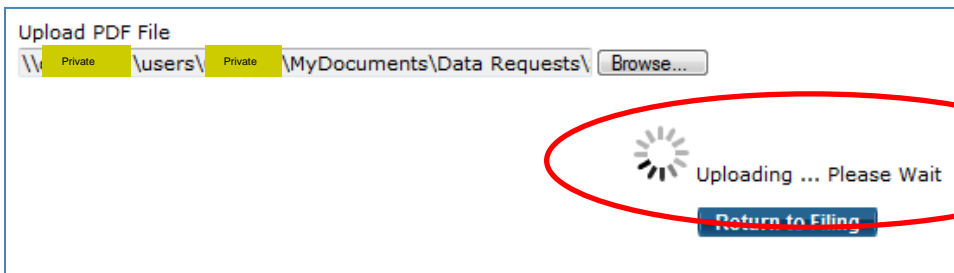 Upload PDF File
\\ Private \users\ Private \MyDocuments\Data Requests\ Browse...
Uploading ... Please Wait
Return to Filing